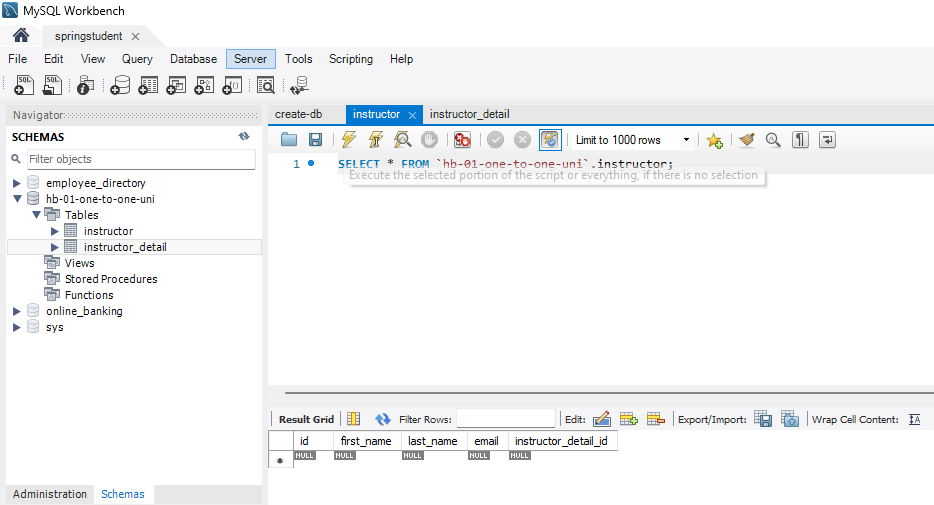 MySQL Workbench
springstudent
File Edit View Query Database Server Tools Scripting Help
SQL SQL
Navigator
SCHEMAS
Filter objects
employee_directory
hb-01-one-to-one-uni
Tables
instructor
instructor_detail
Views
Stored Procedures
Functions
online_banking
sys
Administration Schemas
create-db instructor instructor_detail
Limit to 1000 rows
1 SELECT * FROM `hb-01-one-to-one-uni`.instructor;
Execute the selected portion of the script or everything, if there is no selection
Result Grid Filter Rows: Edit: Export/Import: Wrap Cell Content:
id first_name last_name email instructor_detail_id
NULL NULL NULL NULL NULL